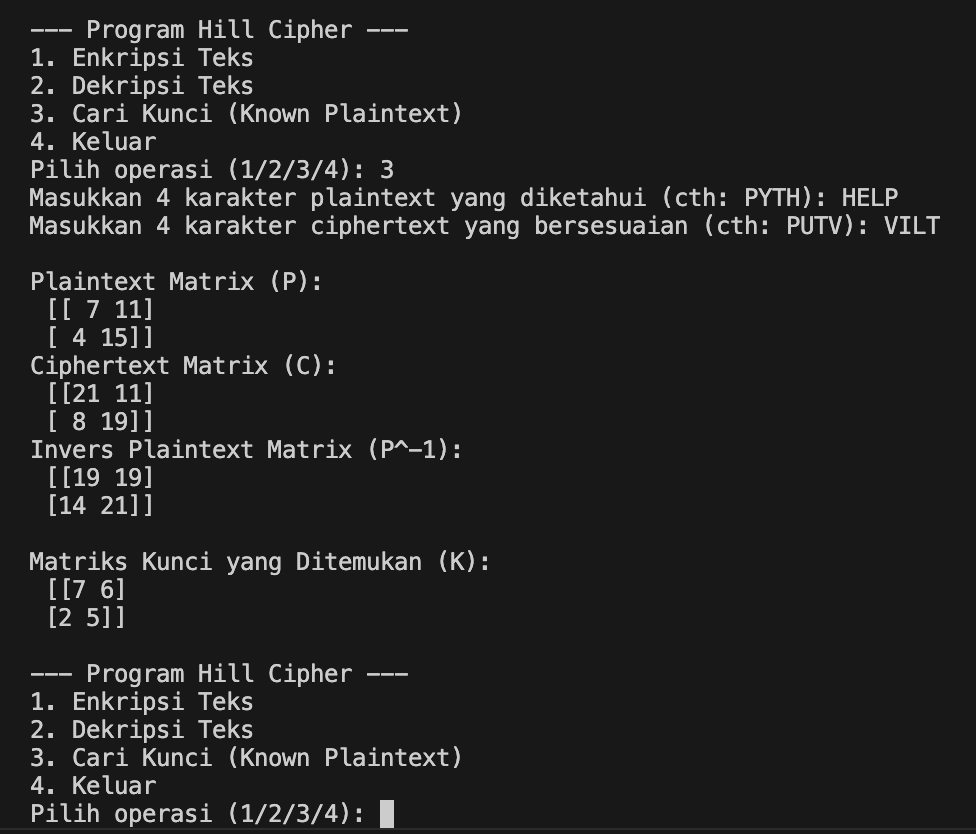 --- Program Hill Cipher ---
1. Enkripsi Teks
2. Dekripsi Teks
3. Cari Kunci (Known Plaintext)
4. Keluar
Pilih operasi (1/2/3/4): 3
Masukkan 4 karakter plaintext yang diketahui (cth: PYTH): HELP
Masukkan 4 karakter ciphertext yang bersesuaian (cth: PUTV): VILT

Plaintext Matrix (P):
 [[ 7 11]
 [ 4 15]]
Ciphertext Matrix (C):
 [[21 11]
 [ 8 19]]
Invers Plaintext Matrix (P^-1):
 [[19 19]
 [14 21]]

Matriks Kunci yang Ditemukan (K):
 [[7 6]
 [2 5]]

--- Program Hill Cipher ---
1. Enkripsi Teks
2. Dekripsi Teks
3. Cari Kunci (Known Plaintext)
4. Keluar
Pilih operasi (1/2/3/4):